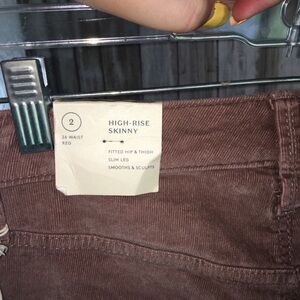 2
26 WAIST
REG
HIGH-RISE
SKINNY
FITTED HIP & THIGH
SLIM LEG
SMOOTHS & SCULPTS